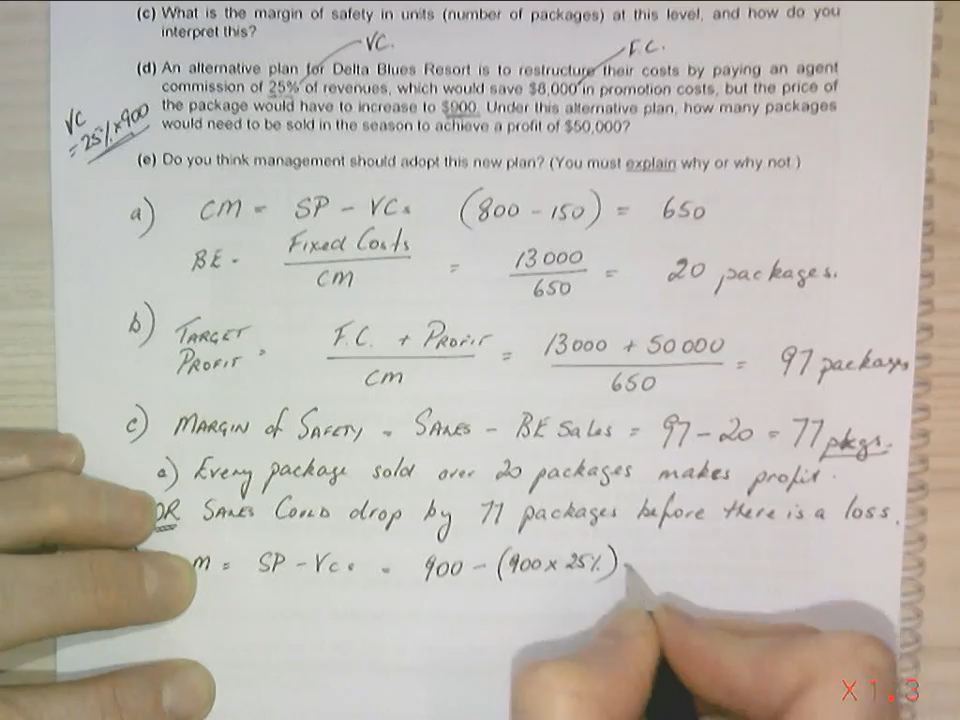 (c) What is the margin of safety in units (number of packages) at this level, and how do you
interpret this?
VC.
F.C.
(d) An alternative plan for Delta Blues Resort is to restructure their costs by paying an agent
commission of 25% of revenues, which would save $8,000 in promotion costs, but the price of
the package would have to increase to $900. Under this alternative plan, how many packages
would need to be sold in the season to achieve a profit of $50,000?
VC
= 25% x 900
(e) Do you think management should adopt this new plan? (You must explain why or why not.)
a) CM = SP - VCs (800 - 150) = 650
BE = Fixed Costs / CM = 13000 / 650 = 20 packages.
b) TARGET PROFIT = F.C. + PROFIT / CM = 13000 + 50000 / 650 = 97 packages
c) MARGIN of SAFETY = SALES - BE Sales = 97 - 20 = 77 pkgs.
a) Every package sold over 20 packages makes profit.
OR SALES COULD drop by 77 packages before there is a loss.
m = SP - VCs = 900 - (900 x 25%)
X1.3